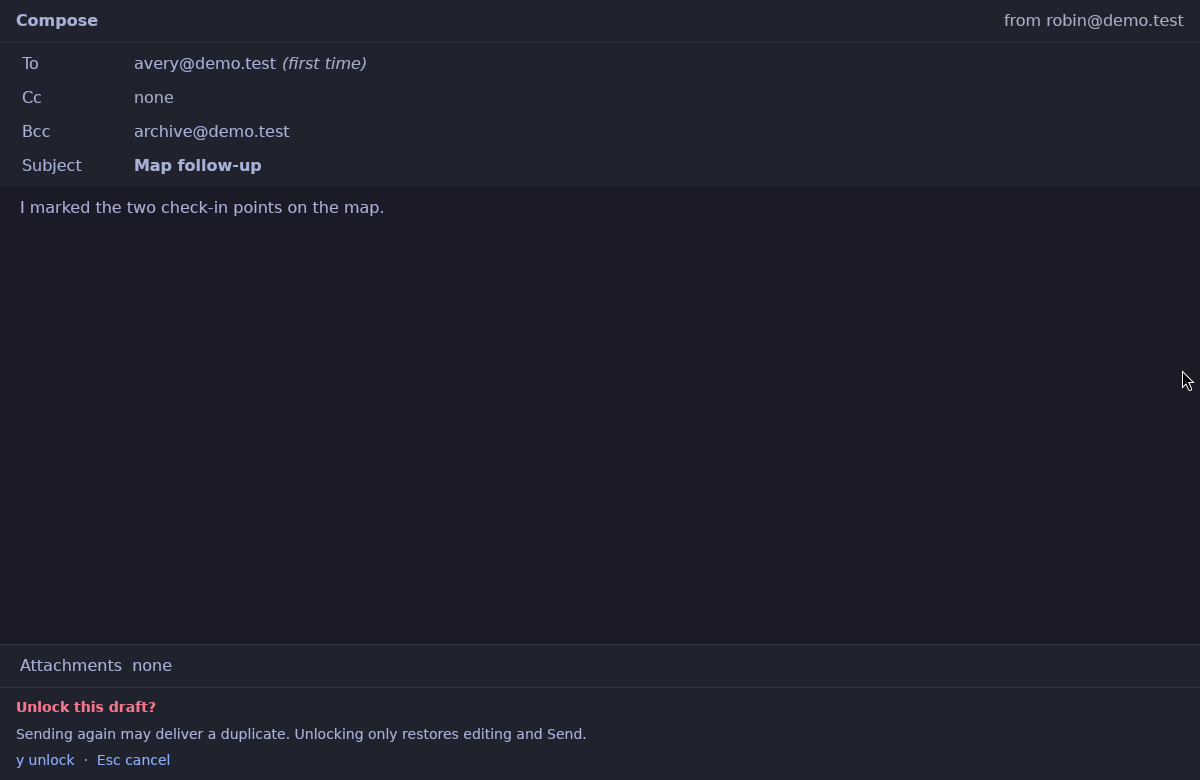 Compose from robin@demo.test
To avery@demo.test (first time)
Cc none
Bcc archive@demo.test
Subject Map follow-up
I marked the two check-in points on the map.
Attachments none
Unlock this draft?
Sending again may deliver a duplicate. Unlocking only restores editing and Send.
y unlock · Esc cancel